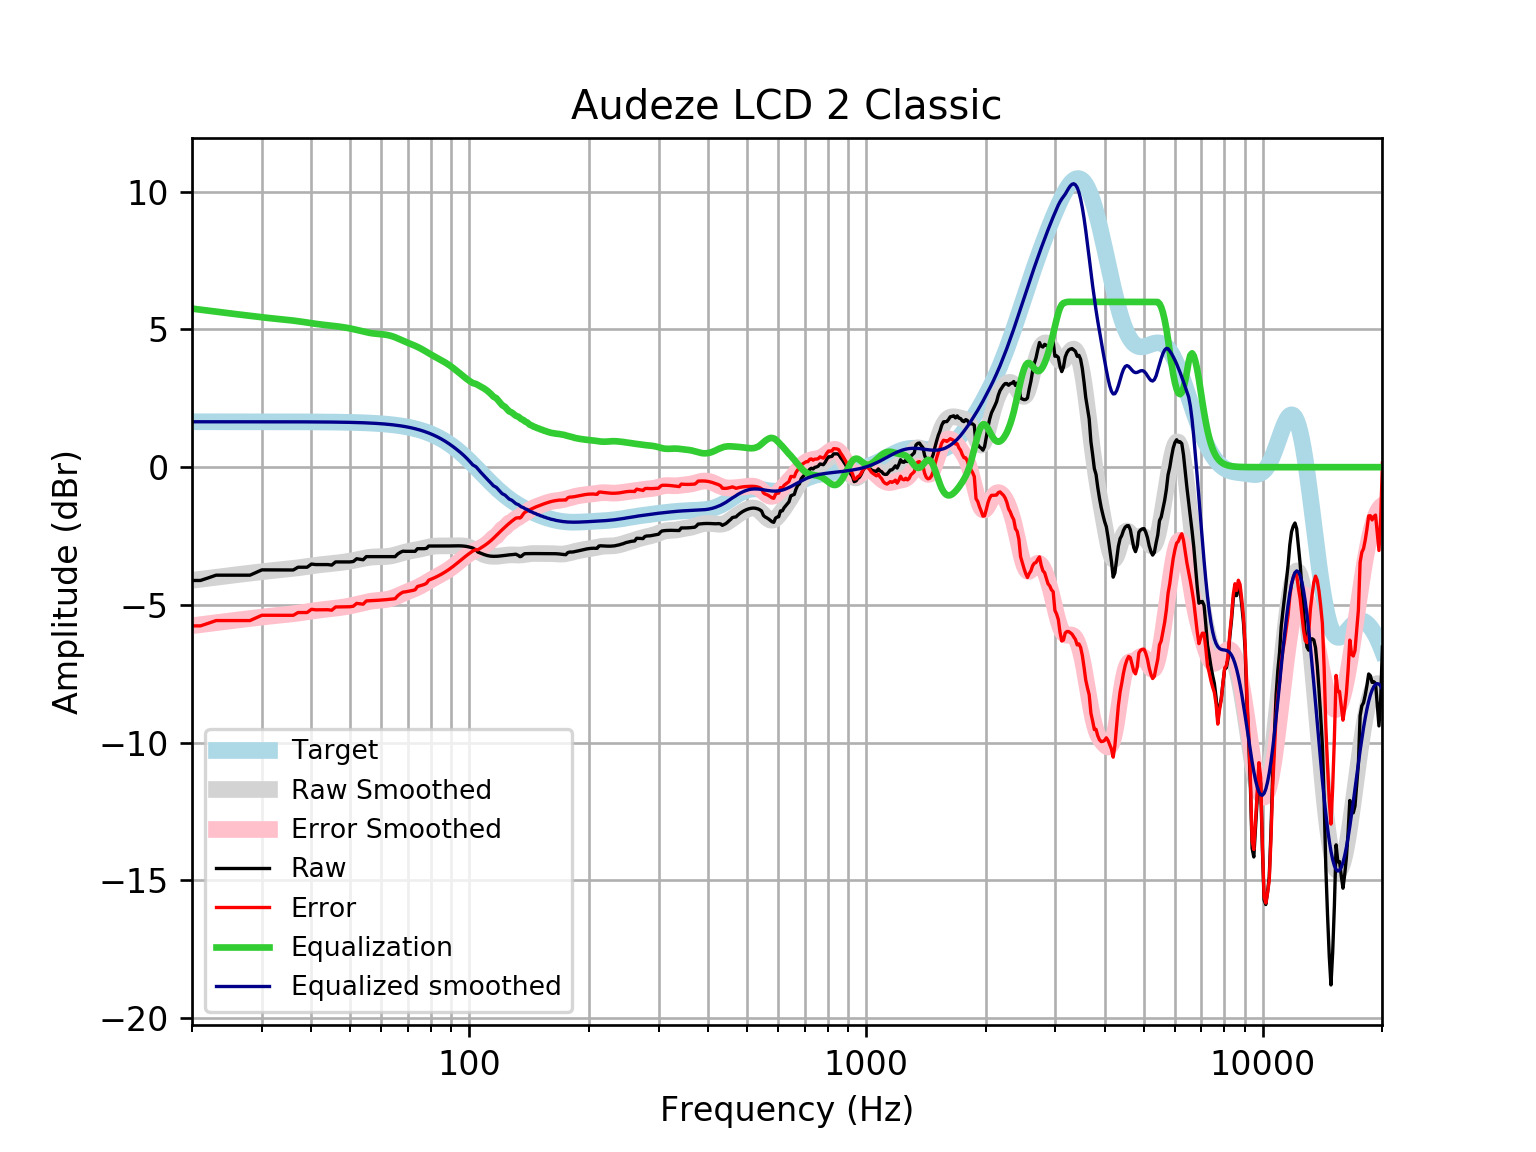 Audeze LCD 2 Classic
Amplitude (dBr)
10
5
0
−5
−10
−15
−20
Target
Raw Smoothed
Error Smoothed
Raw
Error
Equalization
Equalized smoothed
100
1000
10000
Frequency (Hz)